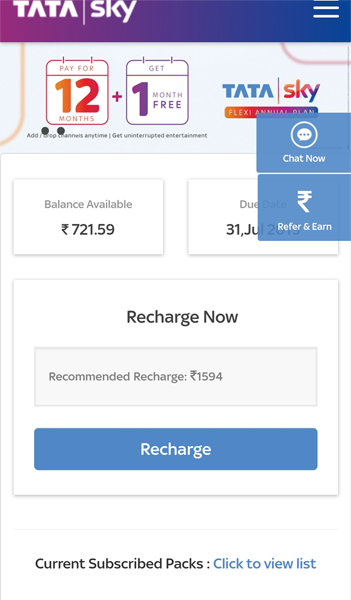 TATA sky
PAY FOR
12
MONTHS
+
GET
1 MONTH
FREE
TATA sky
FLEXI ANNUAL PLAN
Add / drop channels anytime | Get uninterrupted entertainment
Chat Now
₹
Refer & Earn
Balance Available
₹ 721.59
Due Date
31,Jul 2019
Recharge Now
Recommended Recharge: ₹1594
Recharge
Current Subscribed Packs : Click to view list